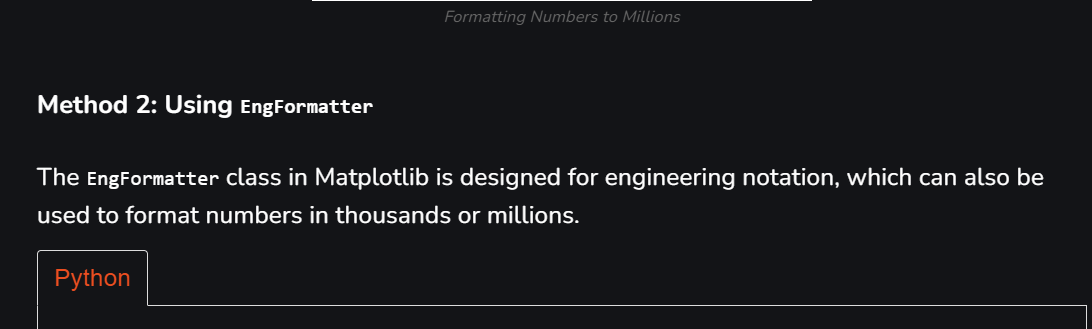 Formatting Numbers to Millions
Method 2: Using EngFormatter
The EngFormatter class in Matplotlib is designed for engineering notation, which can also be
used to format numbers in thousands or millions.
Python